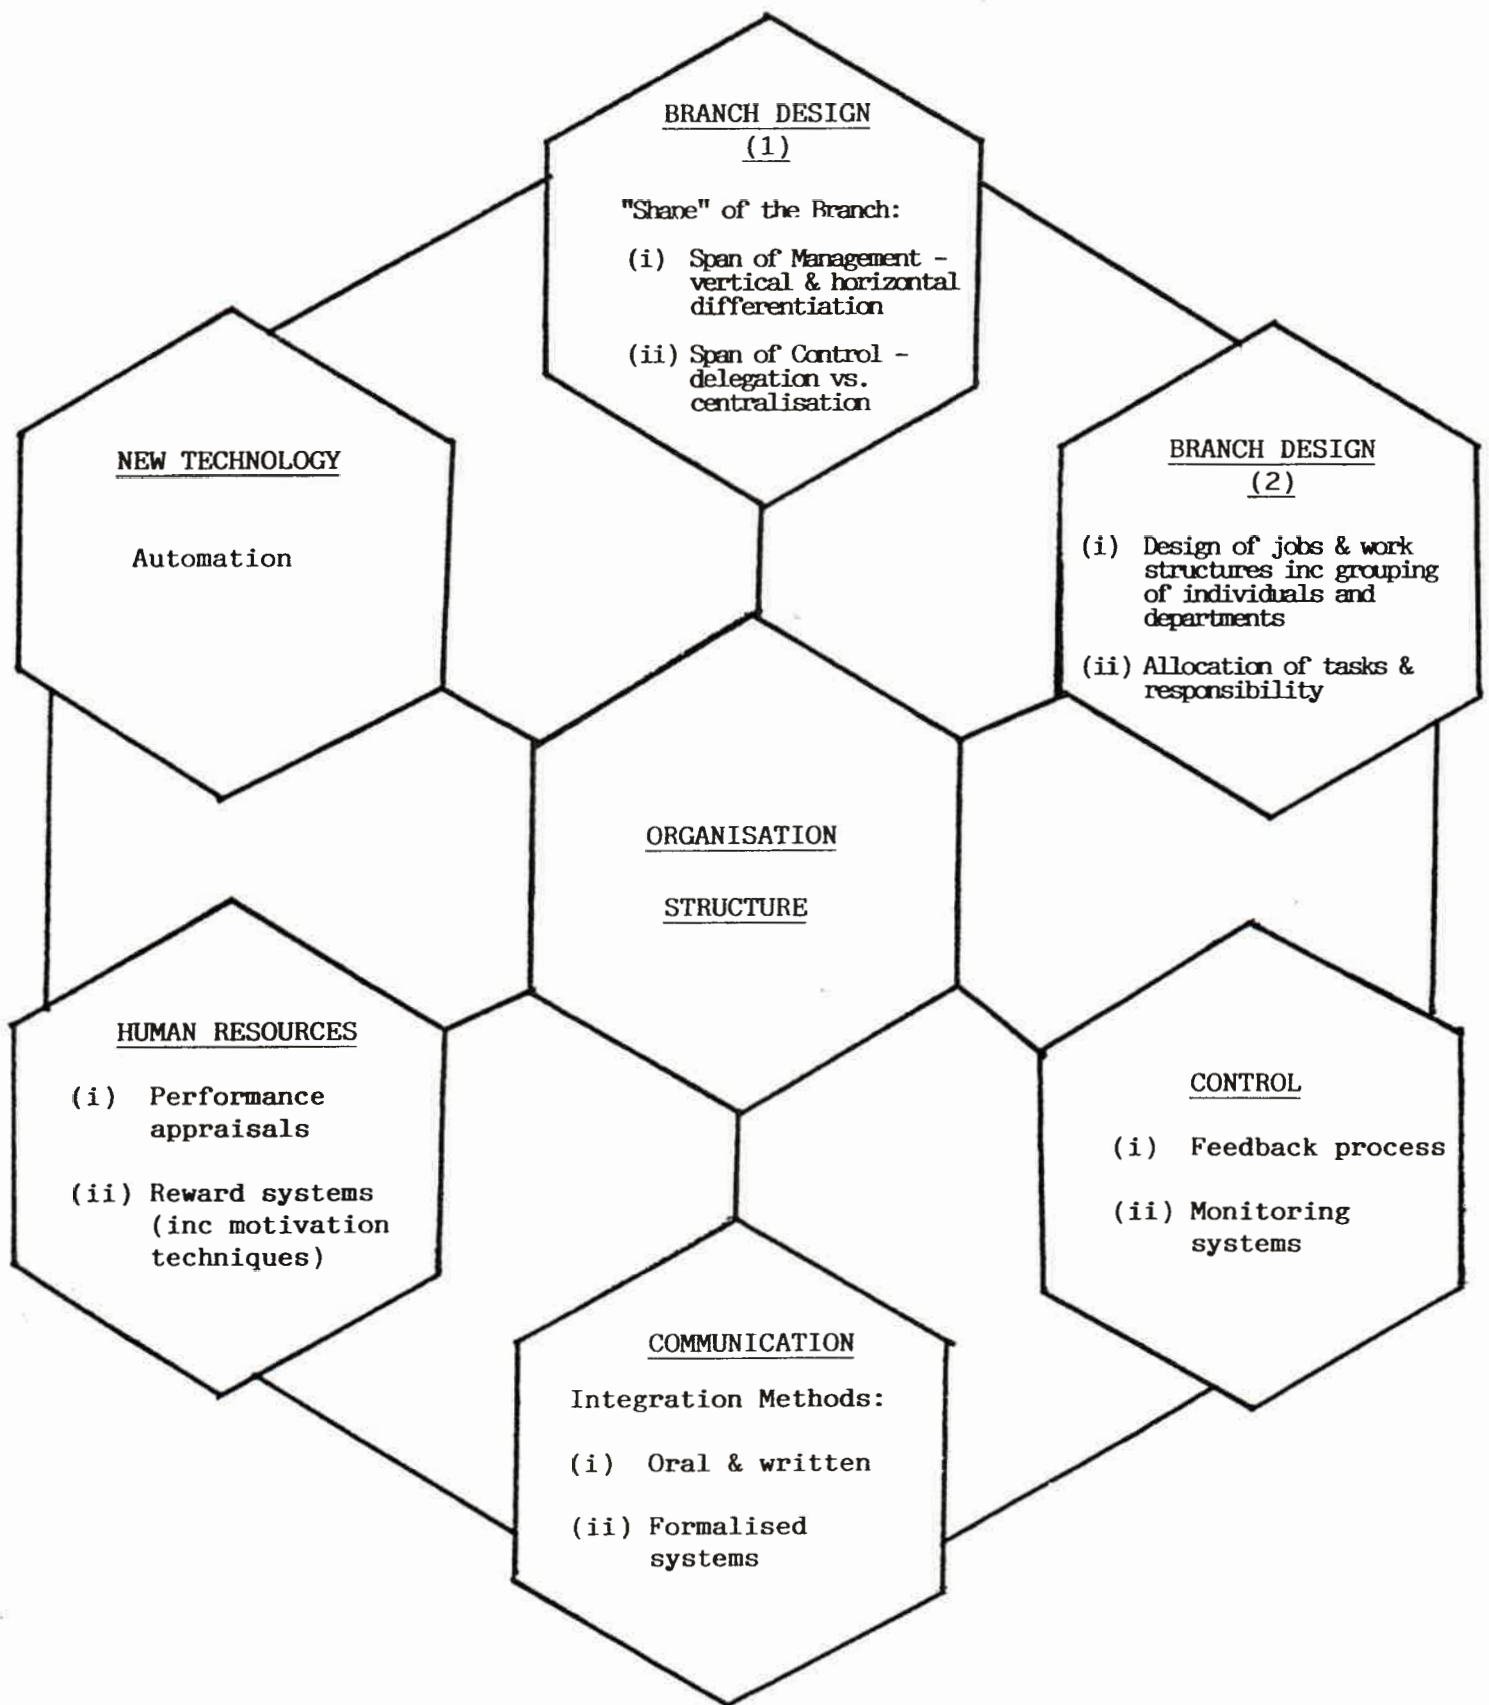 BRANCH DESIGN
(1)
"Shape" of the Branch:
(i) Span of Management -
vertical & horizontal
differentiation
(ii) Span of Control -
delegation vs.
centralisation
BRANCH DESIGN
(2)
(i) Design of jobs & work
structures inc grouping
of individuals and
departments
(ii) Allocation of tasks &
responsibility
NEW TECHNOLOGY
Automation
ORGANISATION
STRUCTURE
HUMAN RESOURCES
(i) Performance
appraisals
(ii) Reward systems
(inc motivation
techniques)
CONTROL
(i) Feedback process
(ii) Monitoring
systems
COMMUNICATION
Integration Methods:
(i) Oral & written
(ii) Formalised
systems